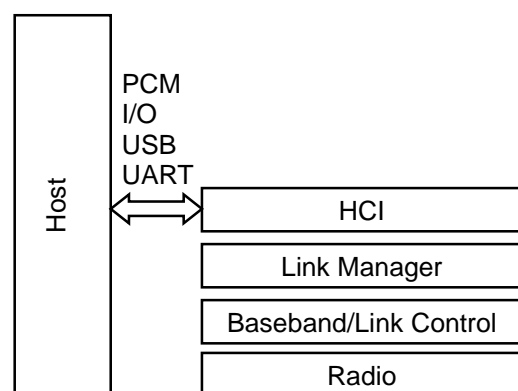 Host
PCM
I/O
USB
UART
HCI
Link Manager
Baseband/Link Control
Radio